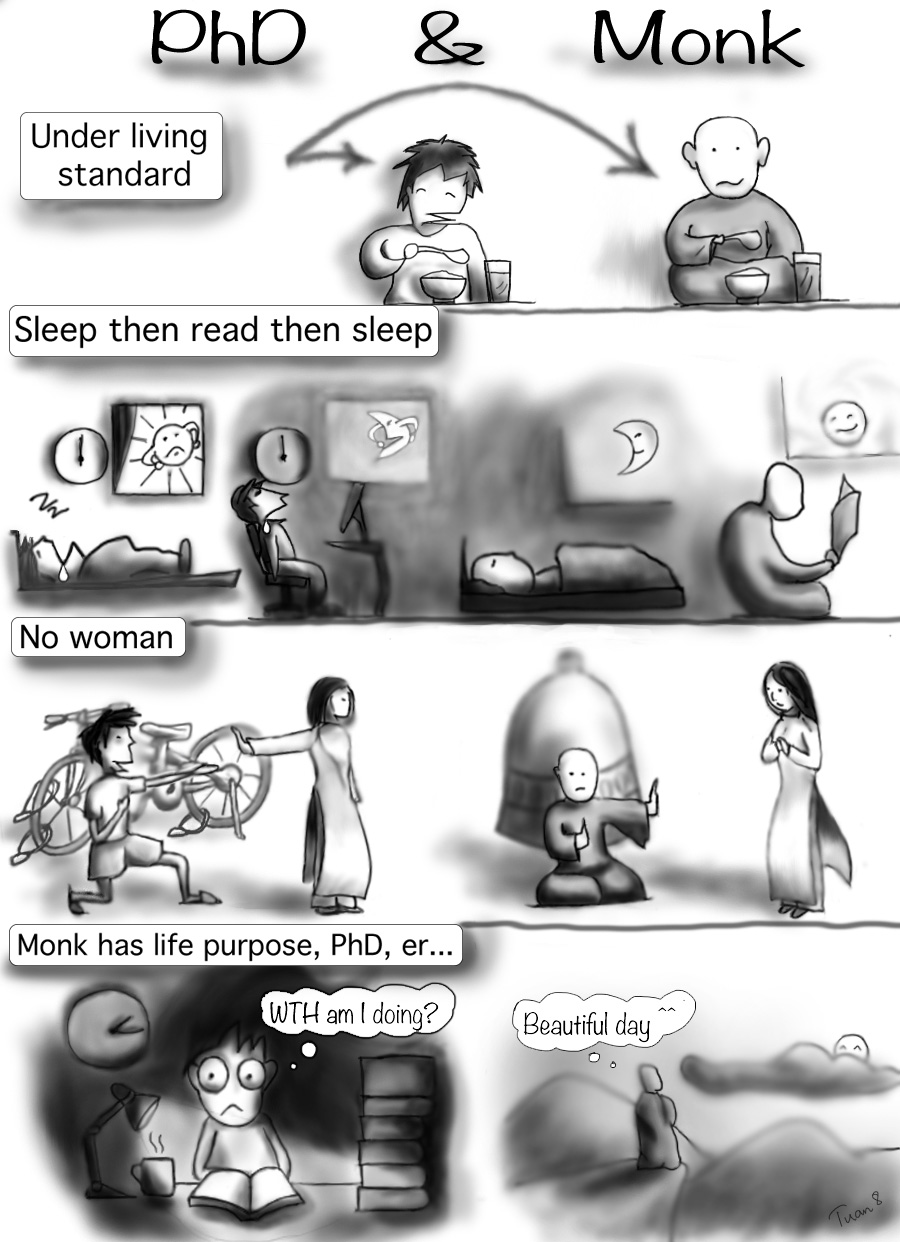 PhD & Monk
Under living
standard
Sleep then read then sleep
No woman
Monk has life purpose, PhD, er...
WTH am I doing?
Beautiful day ^^
Tuan 8